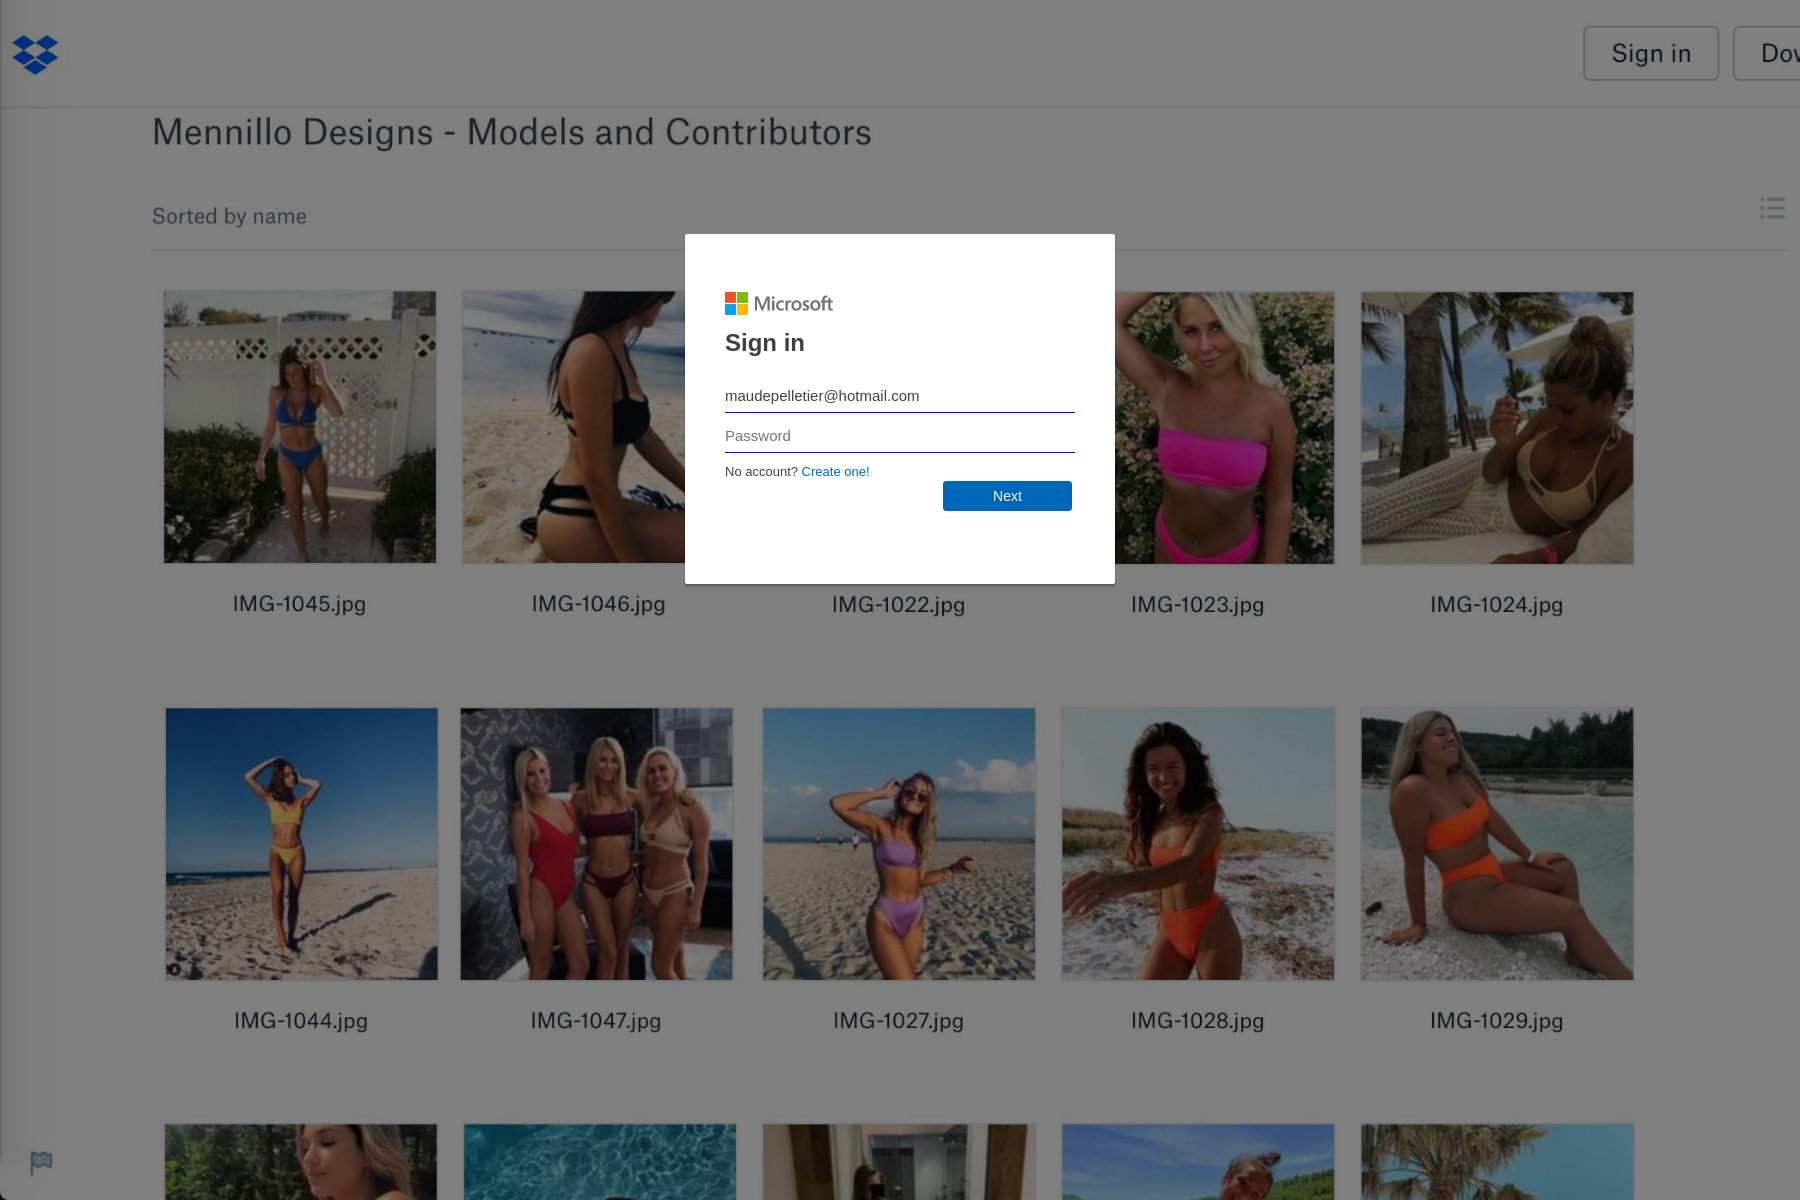 Sign in
Mennillo Designs - Models and Contributors
Sorted by name
Microsoft
Sign in
maudepelletier@hotmail.com
Password
No account? Create one!
Next
IMG-1045.jpg
IMG-1046.jpg
IMG-1022.jpg
IMG-1023.jpg
IMG-1024.jpg
IMG-1044.jpg
IMG-1047.jpg
IMG-1027.jpg
IMG-1028.jpg
IMG-1029.jpg